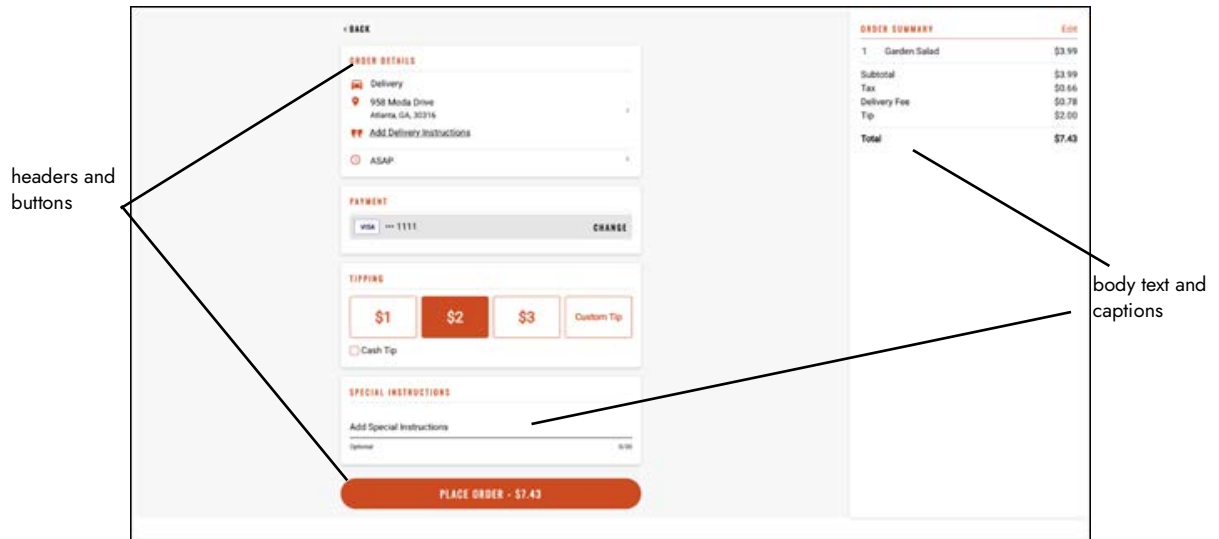 ‹ BACK
ORDER DETAILS
Delivery
958 Moda Drive
Atlanta, GA, 30316
Add Delivery Instructions
ASAP
PAYMENT
VISA ••• 1111 CHANGE
TIPPING
$1 $2 $3 Custom Tip
Cash Tip
SPECIAL INSTRUCTIONS
Add Special Instructions
Optional
PLACE ORDER - $7.43
ORDER SUMMARY Edit
1 Garden Salad $3.99
Subtotal $3.99
Tax $0.66
Delivery Fee $0.78
Tip $2.00
Total $7.43
headers and
buttons
body text and
captions